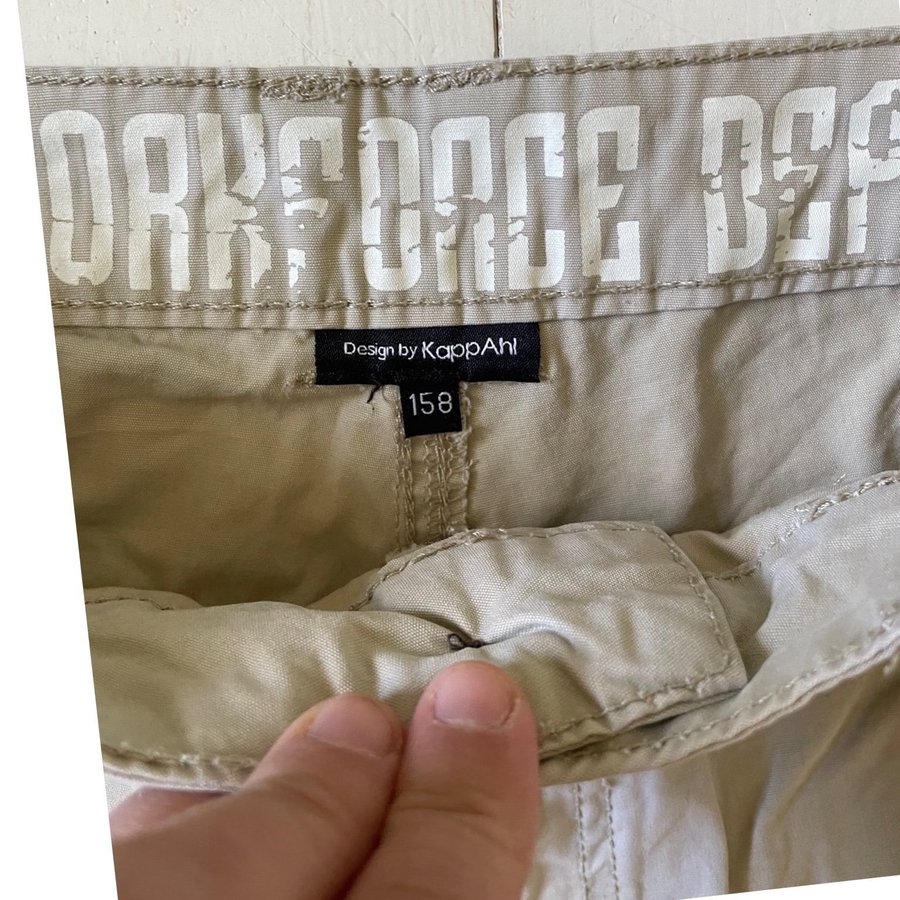 ORKFORCE DEP
Design by KappAhl
158